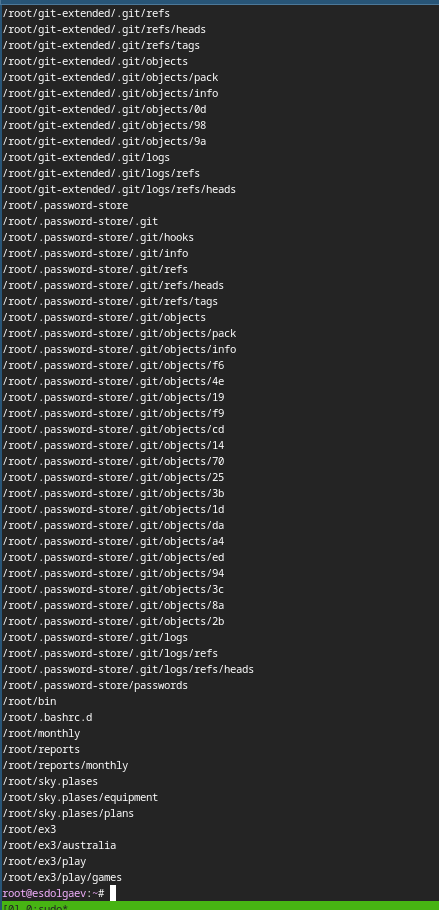 /root/git-extended/.git/refs
/root/git-extended/.git/refs/heads
/root/git-extended/.git/refs/tags
/root/git-extended/.git/objects
/root/git-extended/.git/objects/pack
/root/git-extended/.git/objects/info
/root/git-extended/.git/objects/0d
/root/git-extended/.git/objects/98
/root/git-extended/.git/objects/9a
/root/git-extended/.git/logs
/root/git-extended/.git/logs/refs
/root/git-extended/.git/logs/refs/heads
/root/.password-store
/root/.password-store/.git
/root/.password-store/.git/hooks
/root/.password-store/.git/info
/root/.password-store/.git/refs
/root/.password-store/.git/refs/heads
/root/.password-store/.git/refs/tags
/root/.password-store/.git/objects
/root/.password-store/.git/objects/pack
/root/.password-store/.git/objects/info
/root/.password-store/.git/objects/f6
/root/.password-store/.git/objects/4e
/root/.password-store/.git/objects/19
/root/.password-store/.git/objects/f9
/root/.password-store/.git/objects/cd
/root/.password-store/.git/objects/14
/root/.password-store/.git/objects/70
/root/.password-store/.git/objects/25
/root/.password-store/.git/objects/3b
/root/.password-store/.git/objects/1d
/root/.password-store/.git/objects/da
/root/.password-store/.git/objects/a4
/root/.password-store/.git/objects/ed
/root/.password-store/.git/objects/94
/root/.password-store/.git/objects/3c
/root/.password-store/.git/objects/8a
/root/.password-store/.git/objects/2b
/root/.password-store/.git/logs
/root/.password-store/.git/logs/refs
/root/.password-store/.git/logs/refs/heads
/root/.password-store/passwords
/root/bin
/root/.bashrc.d
/root/monthly
/root/reports
/root/reports/monthly
/root/sky.plases
/root/sky.plases/equipment
/root/sky.plases/plans
/root/ex3
/root/ex3/australia
/root/ex3/play
/root/ex3/play/games
root@esdolgaev:~#
[0] 0:sudo*